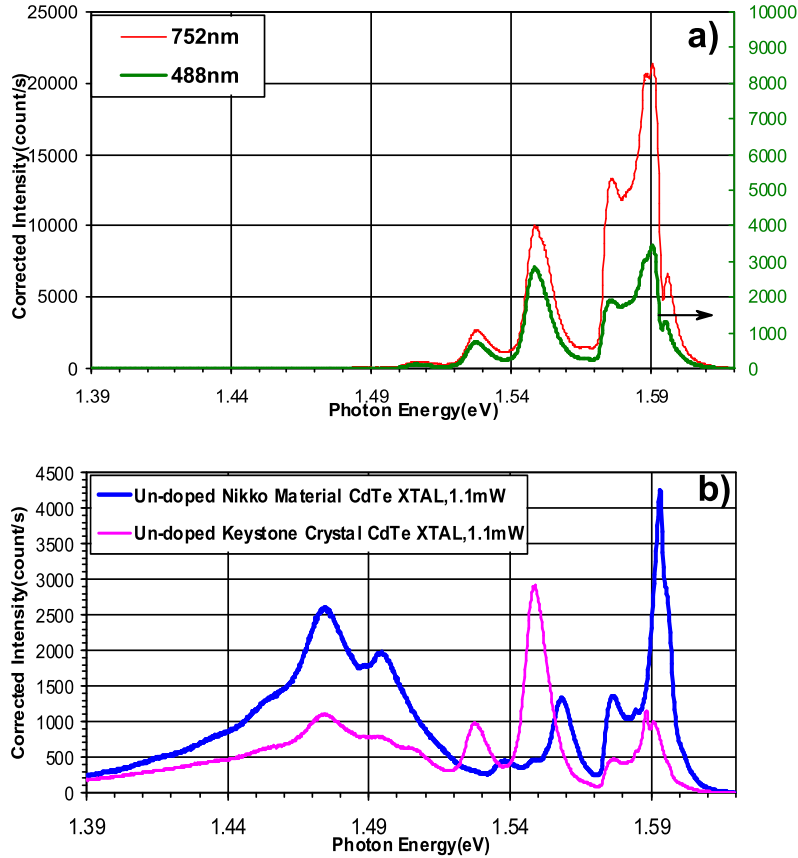 a)
752nm
488nm
25000
20000
15000
10000
5000
0
10000
9000
8000
7000
6000
5000
4000
3000
2000
1000
0
Corrected Intensity(count/s)
1.39 1.44 1.49 1.54 1.59
Photon Energy(eV)
b)
Un-doped Nikko Material CdTe XTAL,1.1mW
Un-doped Keystone Crystal CdTe XTAL,1.1mW
4500
4000
3500
3000
2500
2000
1500
1000
500
0
Corrected Intensity(count/s)
1.39 1.44 1.49 1.54 1.59
Photon Energy(eV)